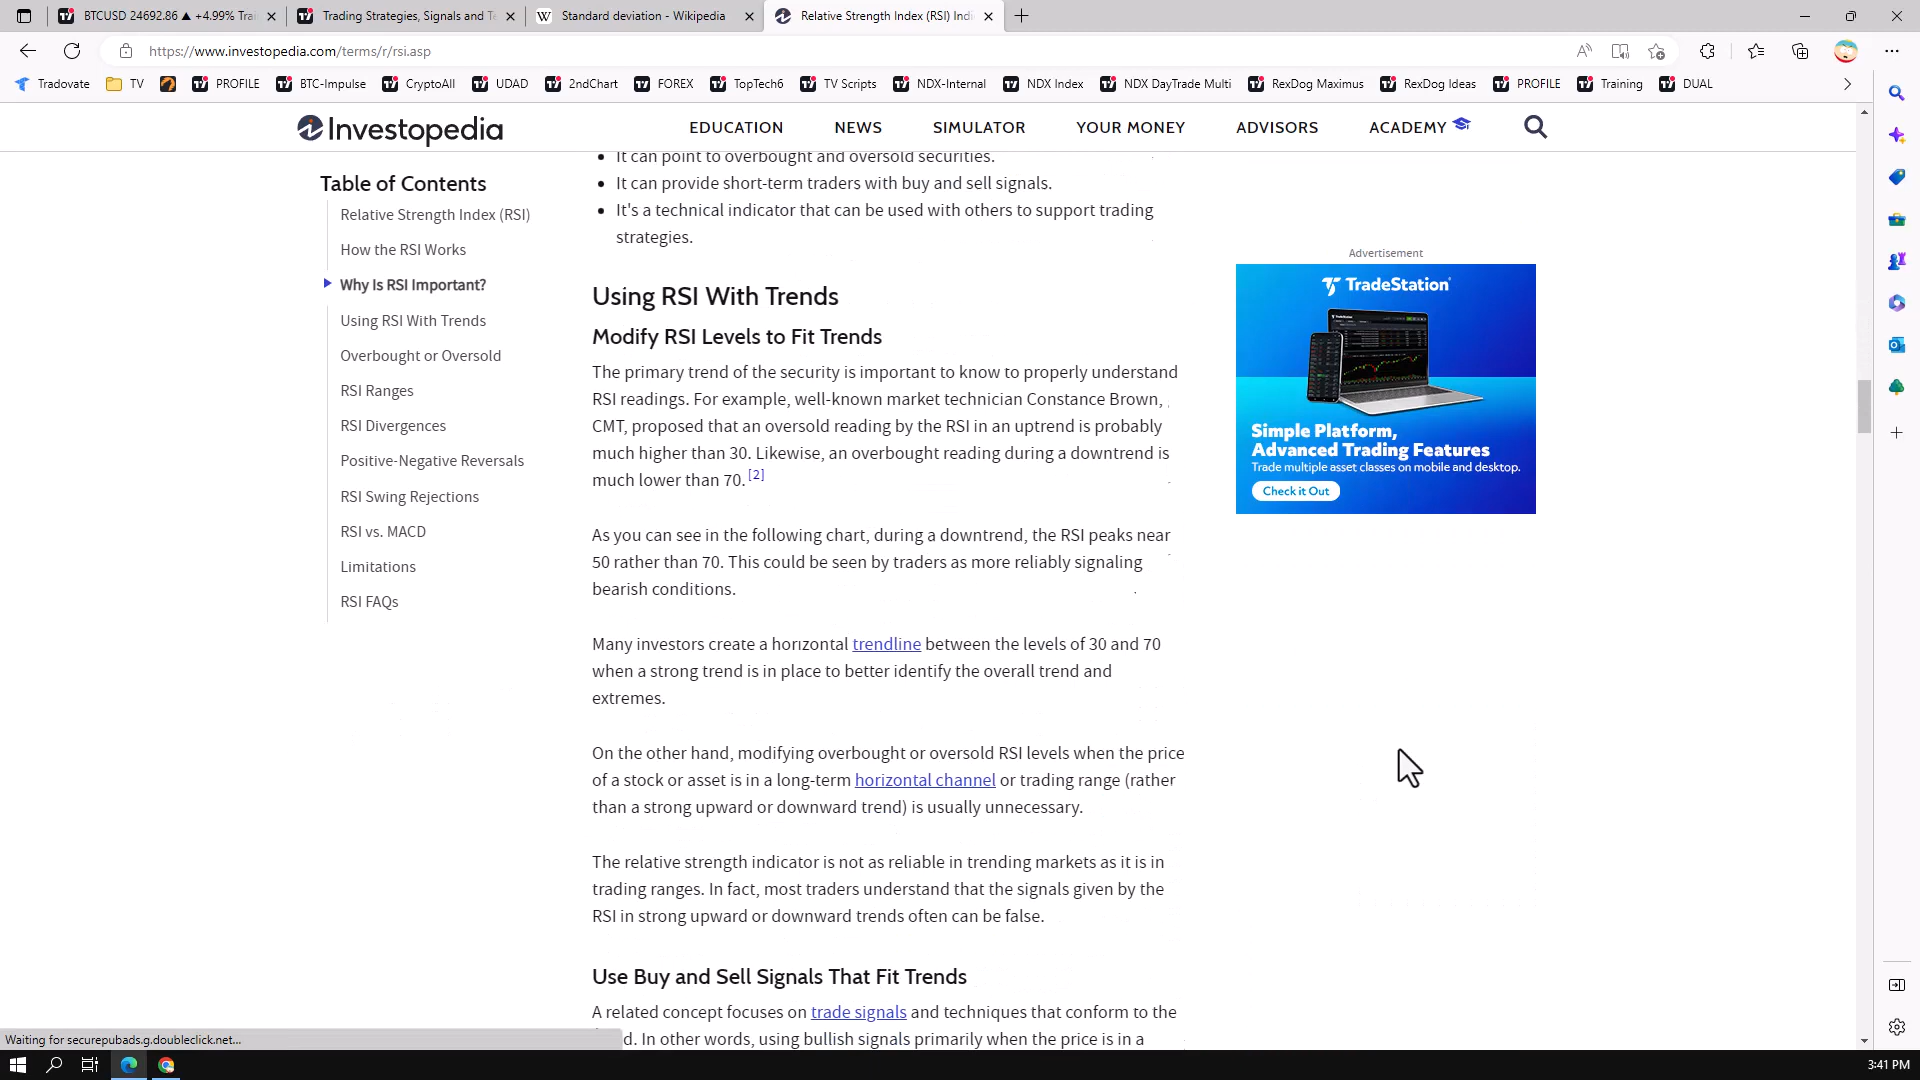 BTCUSD 24692.86 ▲ +4.99% Tra
Trading Strategies, Signals and Te
Standard deviation - Wikipedia
Relative Strength Index (RSI) Indi
https://www.investopedia.com/terms/r/rsi.asp
Tradovate TV PROFILE BTC-Impulse CryptoAll UDAD 2ndChart FOREX TopTech6 TV Scripts NDX-Internal NDX Index NDX DayTrade Multi RexDog Maximus RexDog Ideas PROFILE Training DUAL
Investopedia
EDUCATION NEWS SIMULATOR YOUR MONEY ADVISORS ACADEMY
Table of Contents
Relative Strength Index (RSI)
How the RSI Works
Why Is RSI Important?
Using RSI With Trends
Overbought or Oversold
RSI Ranges
RSI Divergences
Positive-Negative Reversals
RSI Swing Rejections
RSI vs. MACD
Limitations
RSI FAQs
• It can point to overbought and oversold securities.
• It can provide short-term traders with buy and sell signals.
• It's a technical indicator that can be used with others to support trading
strategies.
Using RSI With Trends
Modify RSI Levels to Fit Trends
The primary trend of the security is important to know to properly understand
RSI readings. For example, well-known market technician Constance Brown,
CMT, proposed that an oversold reading by the RSI in an uptrend is probably
much higher than 30. Likewise, an overbought reading during a downtrend is
much lower than 70. [2]
As you can see in the following chart, during a downtrend, the RSI peaks near
50 rather than 70. This could be seen by traders as more reliably signaling
bearish conditions.
Many investors create a horizontal trendline between the levels of 30 and 70
when a strong trend is in place to better identify the overall trend and
extremes.
On the other hand, modifying overbought or oversold RSI levels when the price
of a stock or asset is in a long-term horizontal channel or trading range (rather
than a strong upward or downward trend) is usually unnecessary.
The relative strength indicator is not as reliable in trending markets as it is in
trading ranges. In fact, most traders understand that the signals given by the
RSI in strong upward or downward trends often can be false.
Use Buy and Sell Signals That Fit Trends
A related concept focuses on trade signals and techniques that conform to the
d. In other words, using bullish signals primarily when the price is in a
Advertisement
TradeStation
Simple Platform,
Advanced Trading Features
Trade multiple asset classes on mobile and desktop.
Check it Out
Waiting for securepubads.g.doubleclick.net...
3:41 PM